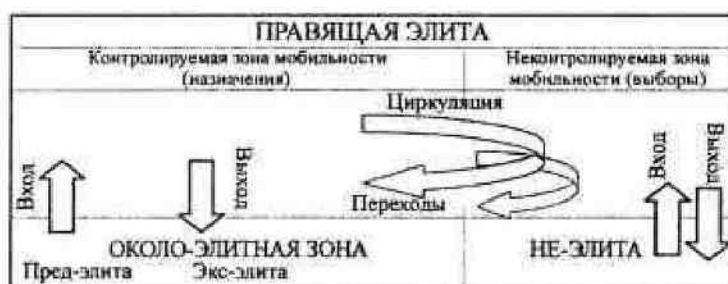 ПРАВЯЩАЯ ЭЛИТА
Контролируемая зона мобильности
(назначения)
Неконтролируемая зона
мобильности (выборы)
Циркуляция
Вход
Выход
Вход
Выход
Переходы
ОКОЛО-ЭЛИТНАЯ ЗОНА
НЕ-ЭЛИТА
Пред-элита
Экс-элита